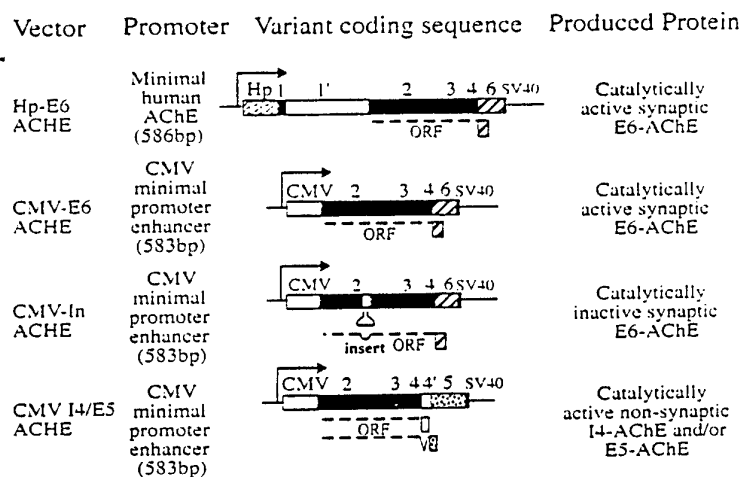 Vector Promoter Variant coding sequence Produced Protein
Hp-E6
ACHE
Minimal
human
AChE
(586bp)
Hp 1 1' 2 3 4 6 SV40
ORF
Catalytically
active synaptic
E6-AChE
CMV-E6
ACHE
CMV
minimal
promoter
enhancer
(583bp)
CMV 2 3 4 6 SV40
ORF
Catalytically
active synaptic
E6-AChE
CMV-In
ACHE
CMV
minimal
promoter
enhancer
(583bp)
CMV 2 3 4 6 SV40
insert ORF
Catalytically
inactive synaptic
E6-AChE
CMV I4/E5
ACHE
CMV
minimal
promoter
enhancer
(583bp)
CMV 2 3 4 4' 5 SV40
ORF
Catalytically
active non-synaptic
I4-AChE and/or
E5-AChE